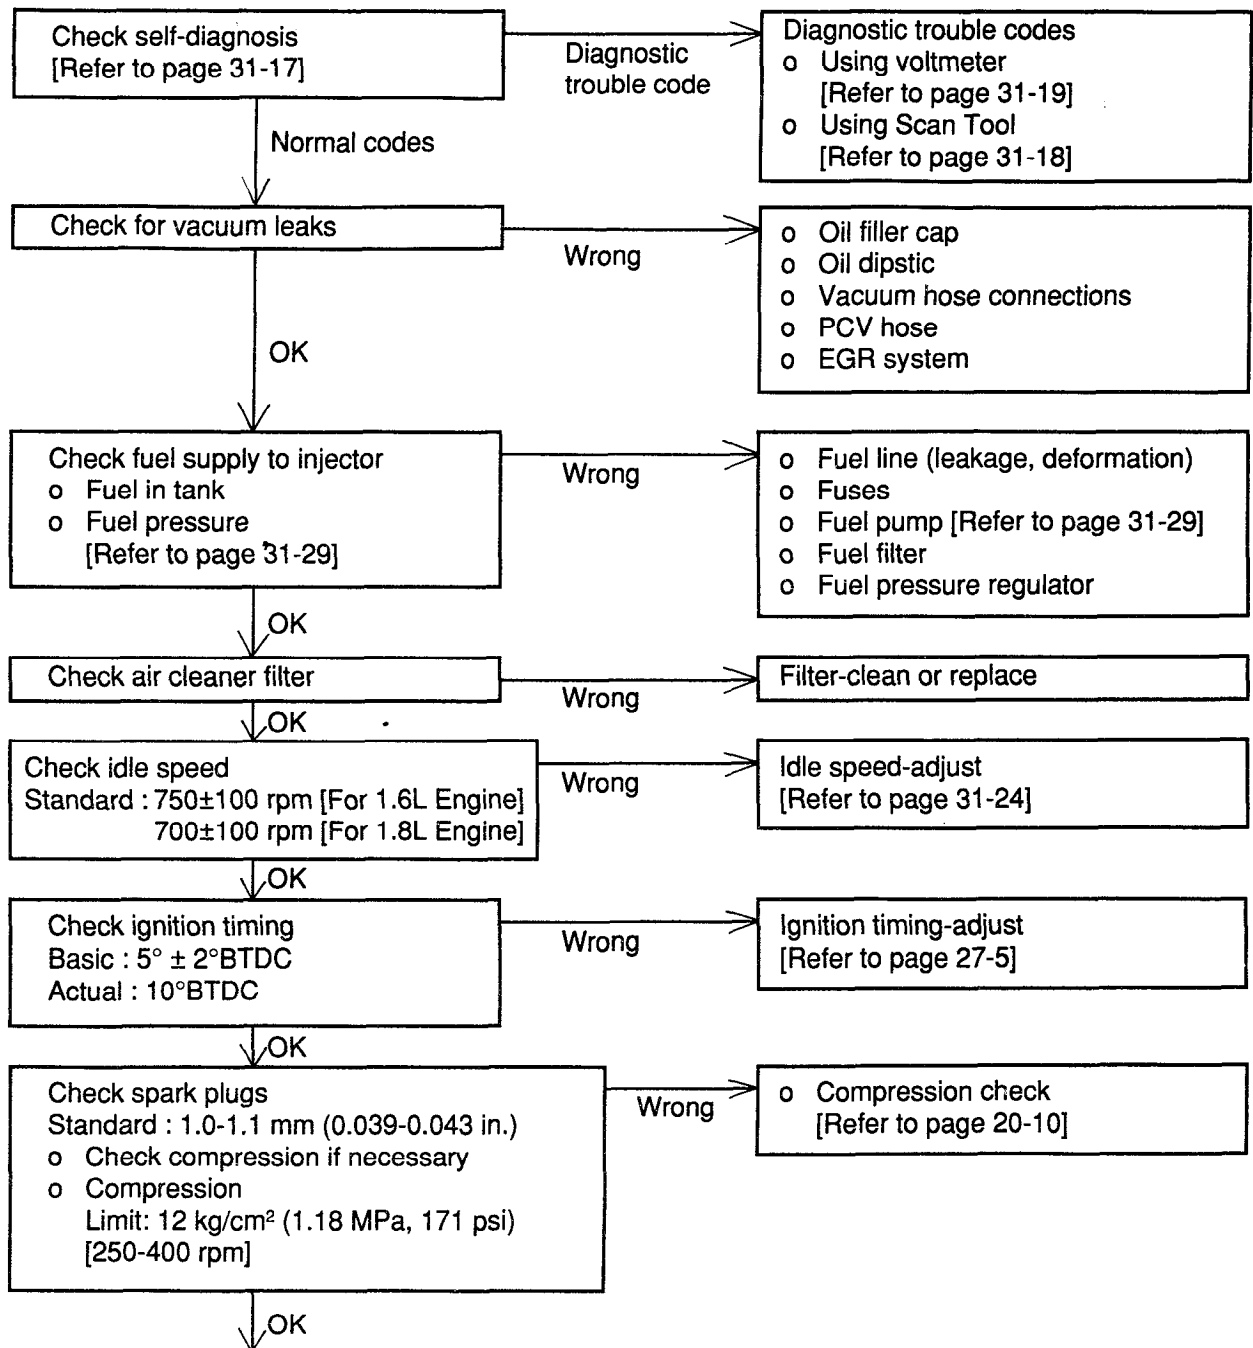 Check self-diagnosis
[Refer to page 31-17]
Diagnostic
trouble code
Diagnostic trouble codes
o Using voltmeter
[Refer to page 31-19]
o Using Scan Tool
[Refer to page 31-18]
Normal codes
Check for vacuum leaks
Wrong
o Oil filler cap
o Oil dipstic
o Vacuum hose connections
o PCV hose
o EGR system
OK
Check fuel supply to injector
o Fuel in tank
o Fuel pressure
[Refer to page 31-29]
Wrong
o Fuel line (leakage, deformation)
o Fuses
o Fuel pump [Refer to page 31-29]
o Fuel filter
o Fuel pressure regulator
OK
Check air cleaner filter
Wrong
Filter-clean or replace
OK
Check idle speed
Standard : 750±100 rpm [For 1.6L Engine]
700±100 rpm [For 1.8L Engine]
Wrong
Idle speed-adjust
[Refer to page 31-24]
OK
Check ignition timing
Basic : 5° ± 2°BTDC
Actual : 10°BTDC
Wrong
Ignition timing-adjust
[Refer to page 27-5]
OK
Check spark plugs
Standard : 1.0-1.1 mm (0.039-0.043 in.)
o Check compression if necessary
o Compression
Limit: 12 kg/cm² (1.18 MPa, 171 psi)
[250-400 rpm]
Wrong
o Compression check
[Refer to page 20-10]
OK